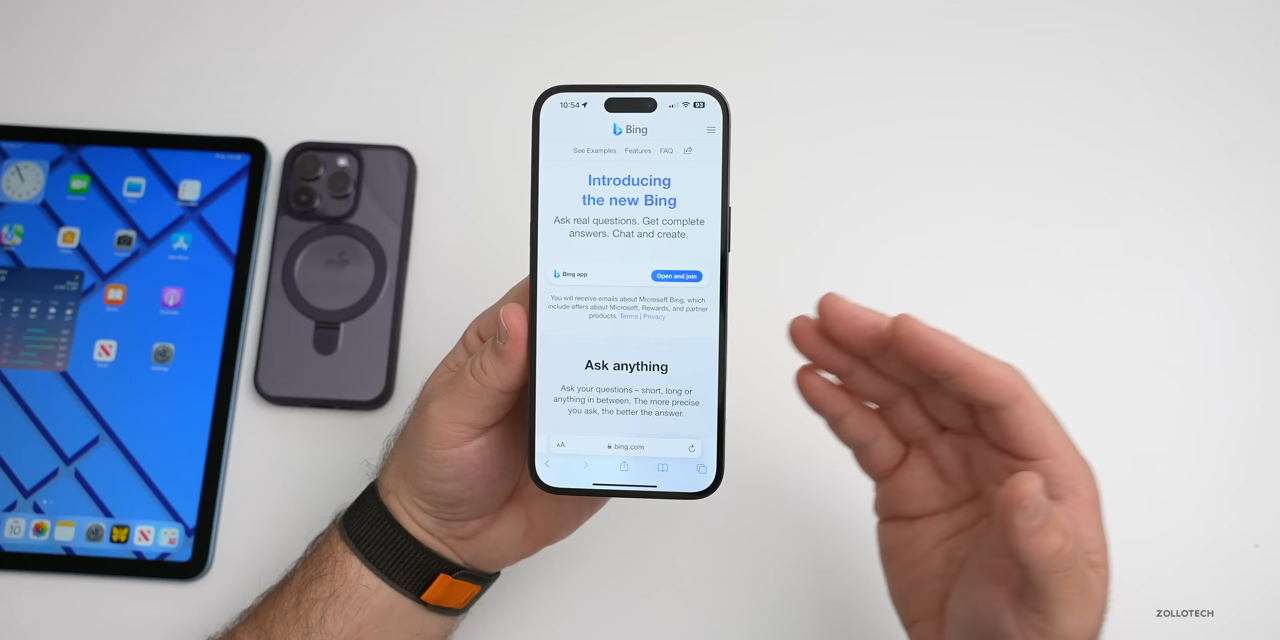 10:54
93
Bing
See Examples Features FAQ
Introducing
the new Bing
Ask real questions. Get complete
answers. Chat and create.
Bing app
Open and join
You will receive emails about Microsoft Bing, which
include offers about Microsoft, Rewards, and partner
products. Terms | Privacy
Ask anything
Ask your questions – short, long or
anything in between. The more precise
you ask, the better the answer.
AA
bing.com
10
ZOLLOTECH